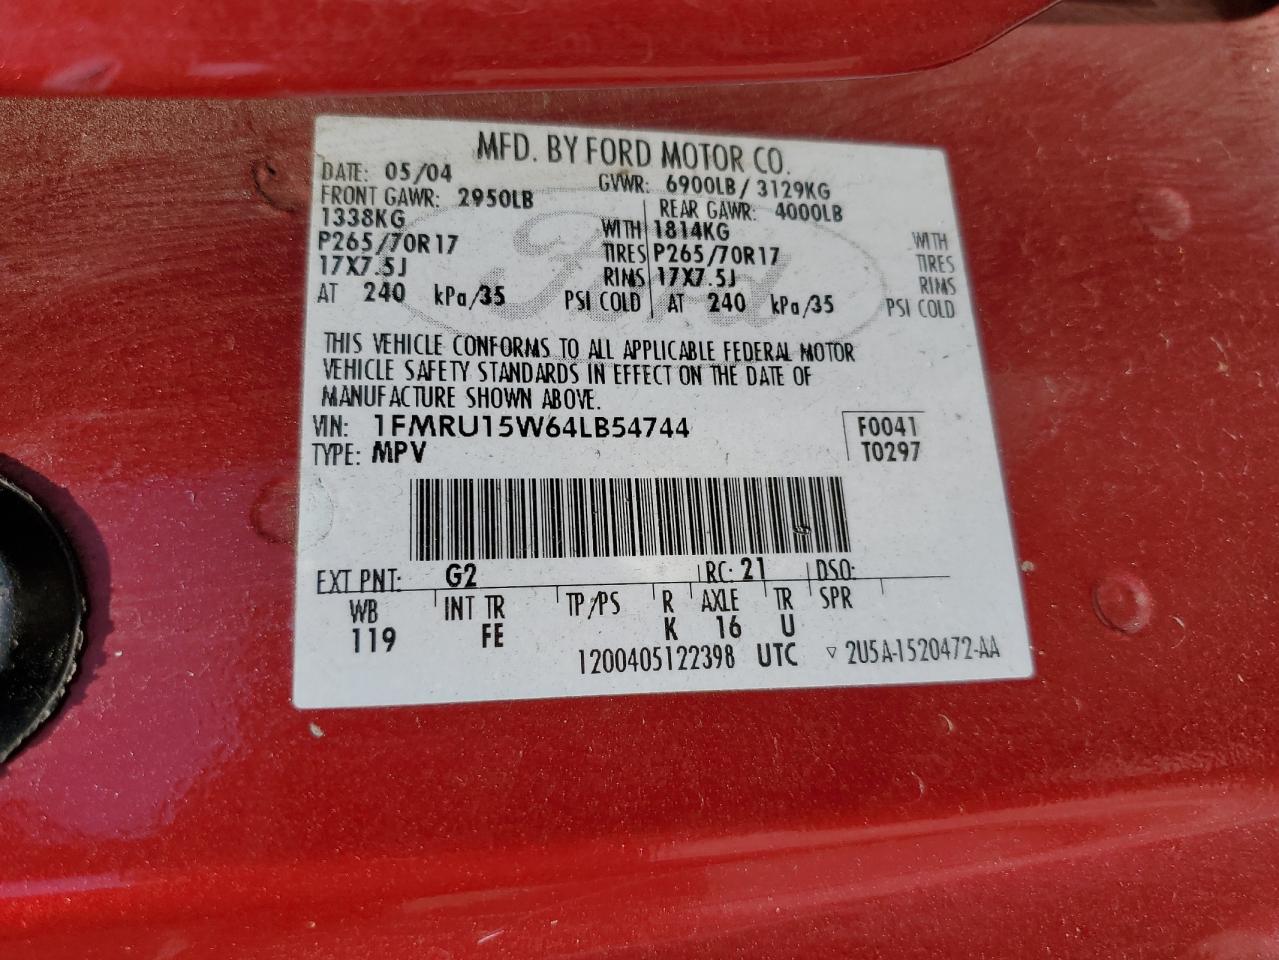 MFD. BY FORD MOTOR CO.
DATE: 05/04 GVWR: 6900LB / 3129KG
FRONT GAWR: 2950LB REAR GAWR: 4000LB
1338KG WITH 1814KG WITH
P265/70R17 TIRES P265/70R17 TIRES
17X7.5J RIMS 17X7.5J RIMS
AT 240 kPa/35 PSI COLD AT 240 kPa/35 PSI COLD
Ford
THIS VEHICLE CONFORMS TO ALL APPLICABLE FEDERAL MOTOR
VEHICLE SAFETY STANDARDS IN EFFECT ON THE DATE OF
MANUFACTURE SHOWN ABOVE.
VIN: 1FMRU15W64LB54744 F0041
TYPE: MPV T0297
EXT PNT: G2 RC: 21 DSO:
WB INT TR TP/PS R AXLE TR SPR
119 FE K 16 U
1200405122398 UTC ▽ 2U5A-1520472-AA